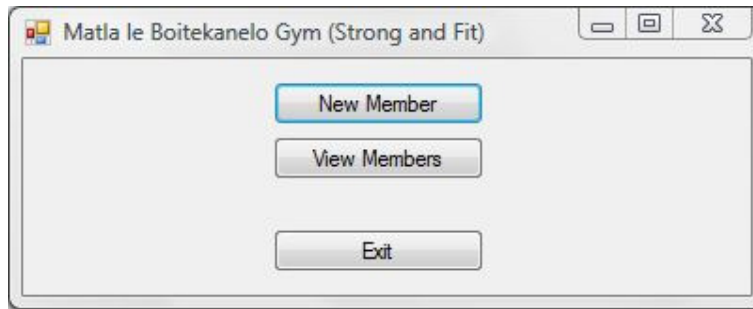 Matla le Boitekanelo Gym (Strong and Fit)
New Member
View Members
Exit